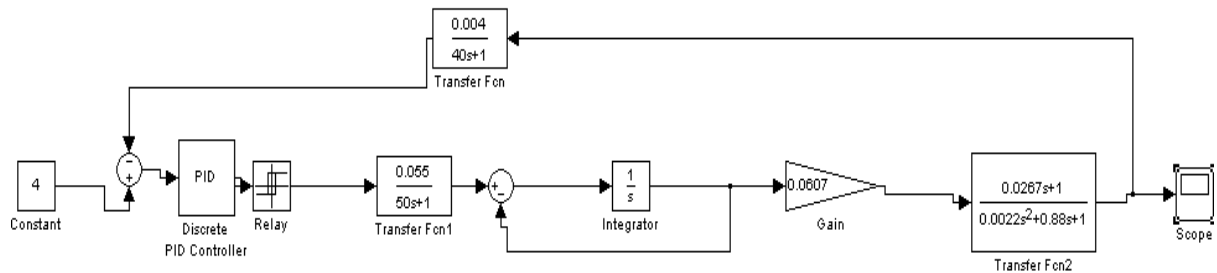 0.004
40s+1
Transfer Fcn
4
Constant
PID
Discrete
PID Controller
Relay
0.055
50s+1
Transfer Fcn1
1
s
Integrator
0.0607
Gain
0.0267s+1
0.0022s²+0.88s+1
Transfer Fcn2
Scope